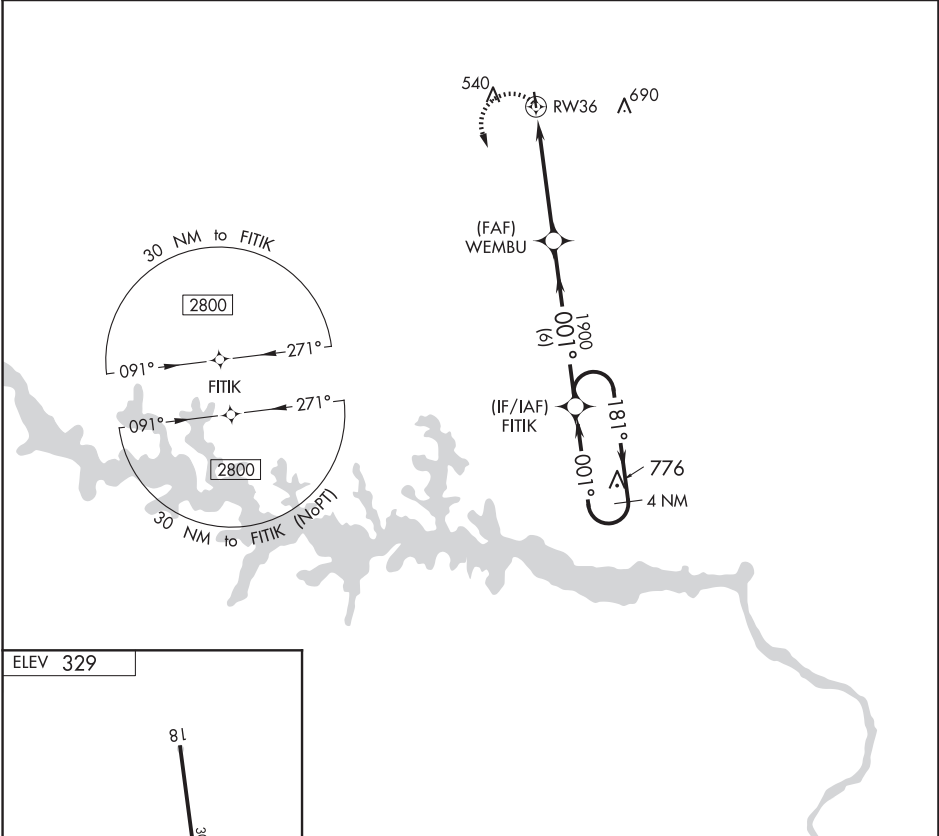 540
RW36
690
(FAF)
WEMBU
1900
001°
(6)
(IF/IAF)
FITIK
181°
001°
776
4 NM
30 NM to FITIK
2800
091°
271°
FITIK
091°
271°
2800
30 NM to FITIK (NoPT)
ELEV 329
18